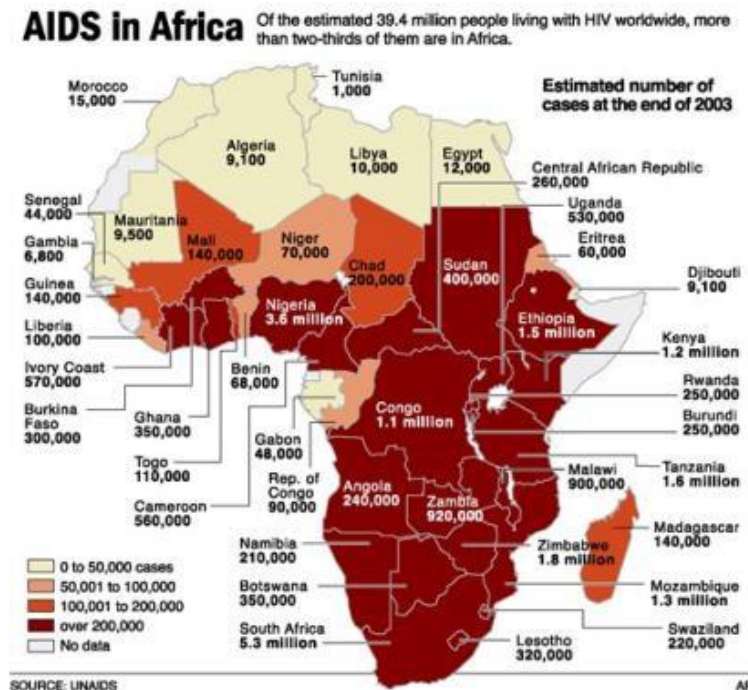 AIDS in Africa
Of the estimated 39.4 million people living with HIV worldwide, more
than two-thirds of them are in Africa.
Estimated number of
cases at the end of 2003
Morocco
15,000
Tunisia
1,000
Algeria
9,100
Libya
10,000
Egypt
12,000
Central African Republic
260,000
Uganda
530,000
Senegal
44,000
Mauritania
9,500
Mali
140,000
Niger
70,000
Chad
200,000
Sudan
400,000
Eritrea
60,000
Gambia
6,800
Djibouti
9,100
Guinea
140,000
Nigeria
3.6 million
Ethiopia
1.5 million
Liberia
100,000
Kenya
1.2 million
Ivory Coast
570,000
Benin
68,000
Rwanda
250,000
Burkina
Faso
300,000
Ghana
350,000
Congo
1.1 million
Burundi
250,000
Gabon
48,000
Togo
110,000
Rep. of
Congo
90,000
Angola
240,000
Zambia
920,000
Malawi
900,000
Tanzania
1.6 million
Cameroon
560,000
Madagascar
140,000
Namibia
210,000
Zimbabwe
1.8 million
Botswana
350,000
Mozambique
1.3 million
South Africa
5.3 million
Lesotho
320,000
Swaziland
220,000
0 to 50,000 cases
50,001 to 100,000
100,001 to 200,000
over 200,000
No data
SOURCE: UNAIDS